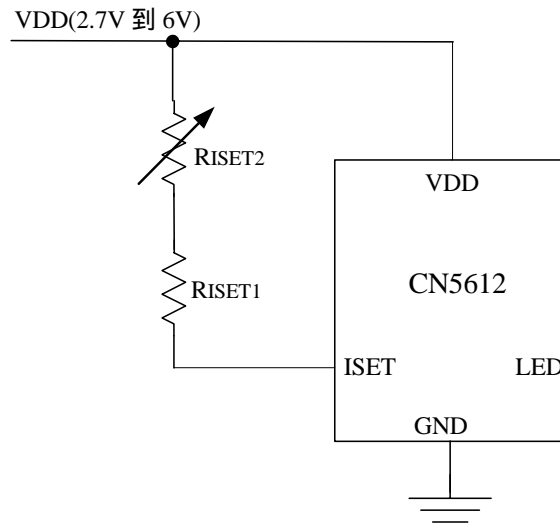 VDD(2.7V 到 6V)
RISET2
VDD
RISET1
CN5612
ISET
LED
GND